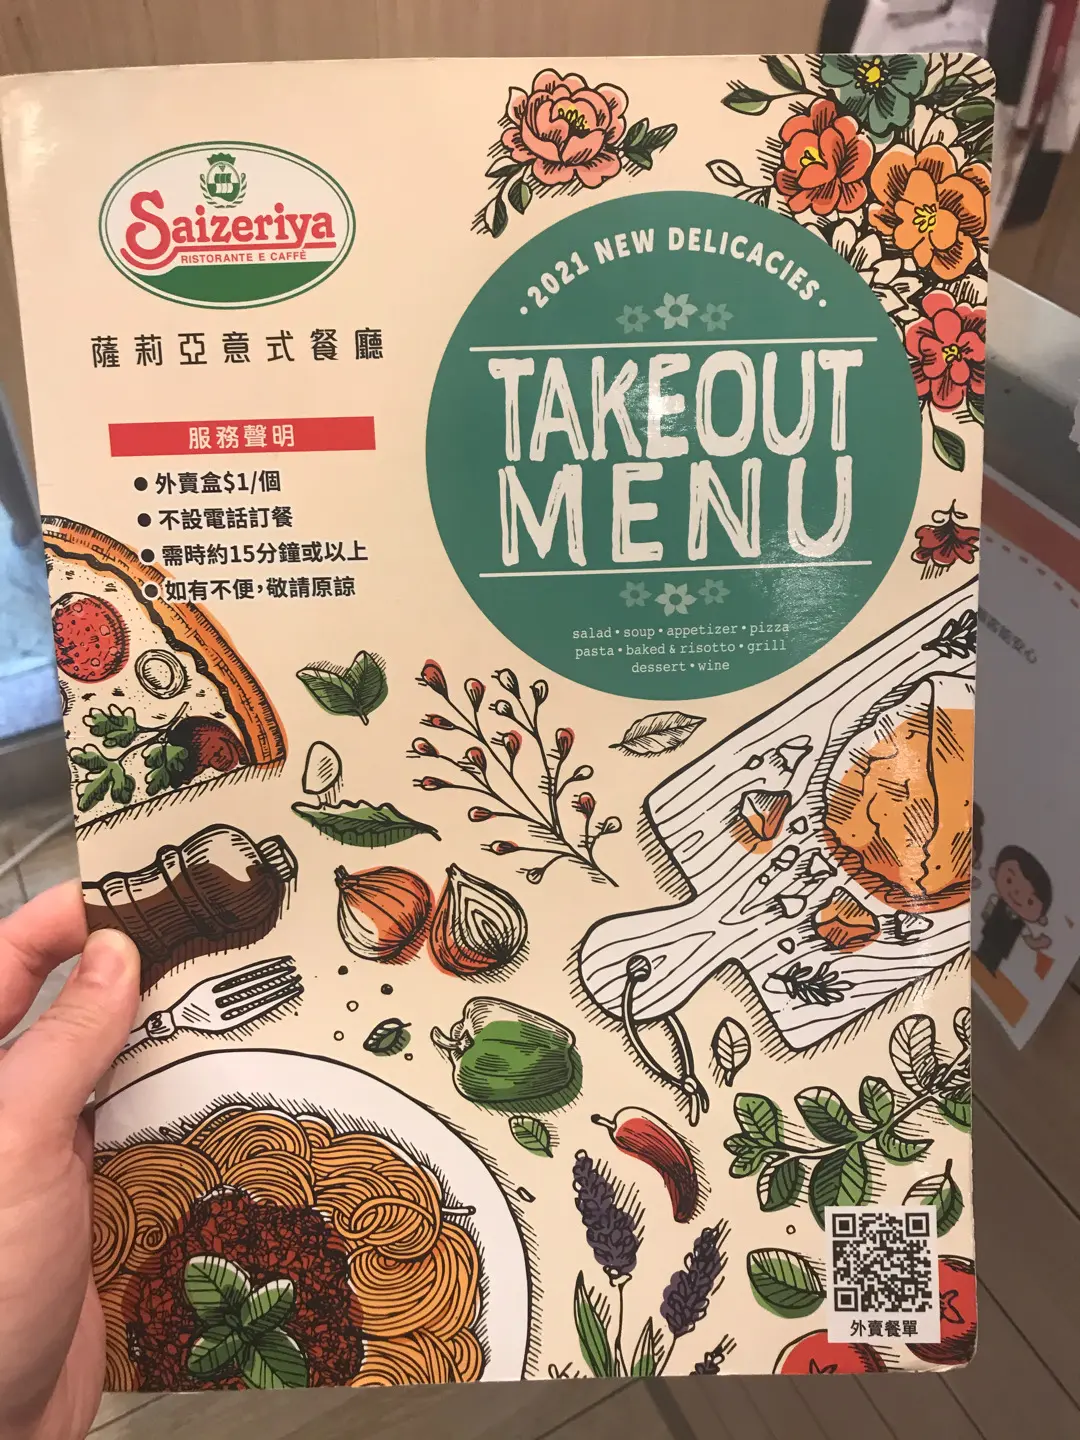 Saizeriya
RISTORANTE E CAFFÈ
薩莉亞意式餐廳
服務聲明
● 外賣盒$1/個
● 不設電話訂餐
● 需時約15分鐘或以上
● 如有不便,敬請原諒
• 2021 NEW DELICACIES •
TAKEOUT
MENU
salad • soup • appetizer • pizza
pasta • baked & risotto • grill
dessert • wine
外賣餐單